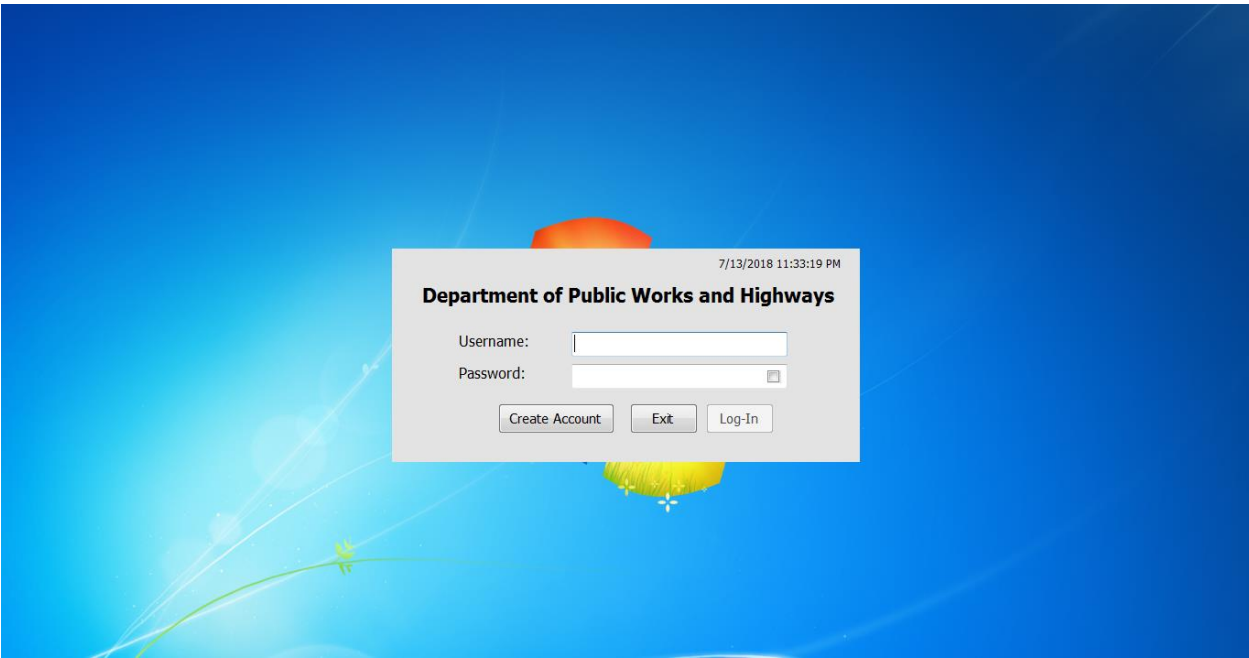 7/13/2018 11:33:19 PM
Department of Public Works and Highways
Username:
Password:
Create Account Exit Log-In